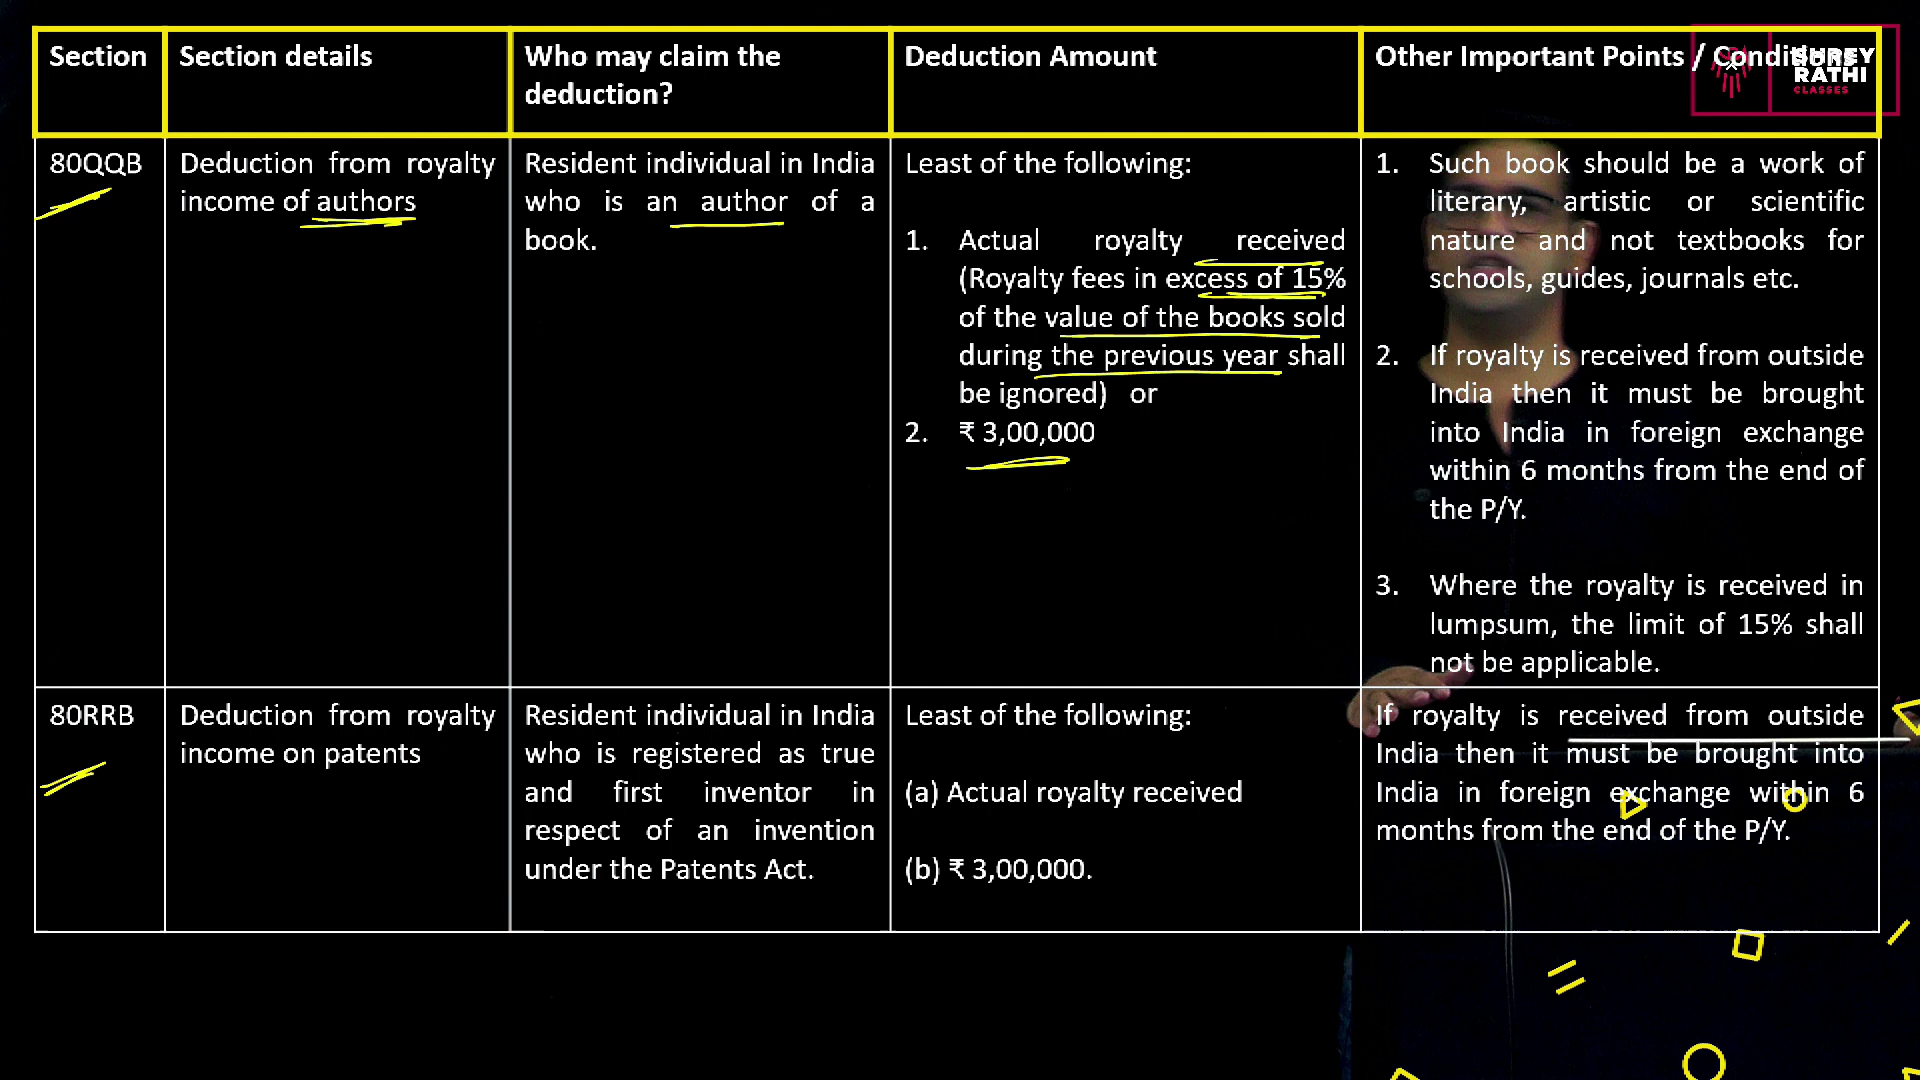 Section
Section details
Who may claim the
deduction?
Deduction Amount
Other Important Points / Conditions
RATHI
CLASSES
80QQB
Deduction from royalty
income of authors
Resident individual in India
who is an author of a
book.
Least of the following:
1. Actual royalty received
(Royalty fees in excess of 15%
of the value of the books sold
during the previous year shall
be ignored) or
2. ₹ 3,00,000
1. Such book should be a work of
literary, artistic or scientific
nature and not textbooks for
schools, guides, journals etc.
2. If royalty is received from outside
India then it must be brought
into India in foreign exchange
within 6 months from the end of
the P/Y.
3. Where the royalty is received in
lumpsum, the limit of 15% shall
not be applicable.
80RRB
Deduction from royalty
income on patents
Resident individual in India
who is registered as true
and first inventor in
respect of an invention
under the Patents Act.
Least of the following:
(a) Actual royalty received
(b) ₹ 3,00,000.
If royalty is received from outside
India then it must be brought into
India in foreign exchange within 6
months from the end of the P/Y.